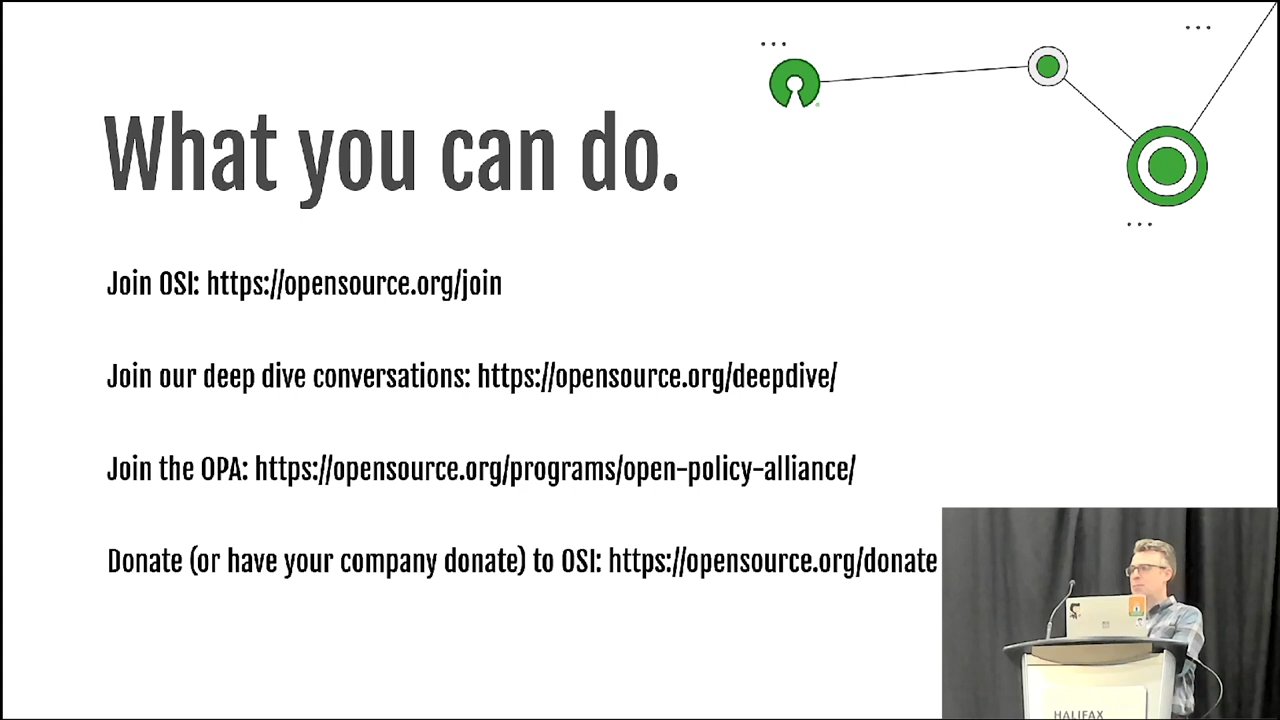 What you can do.
Join OSI: https://opensource.org/join
Join our deep dive conversations: https://opensource.org/deepdive/
Join the OPA: https://opensource.org/programs/open-policy-alliance/
Donate (or have your company donate) to OSI: https://opensource.org/donate
HALIFAX